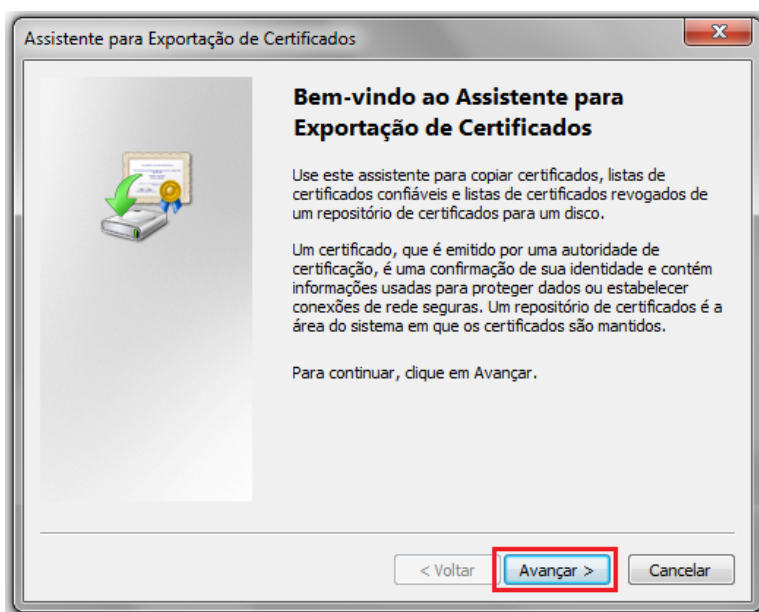 Assistente para Exportação de Certificados
Bem-vindo ao Assistente para
Exportação de Certificados
Use este assistente para copiar certificados, listas de
certificados confiáveis e listas de certificados revogados de
um repositório de certificados para um disco.
Um certificado, que é emitido por uma autoridade de
certificação, é uma confirmação de sua identidade e contém
informações usadas para proteger dados ou estabelecer
conexões de rede seguras. Um repositório de certificados é a
área do sistema em que os certificados são mantidos.
Para continuar, clique em Avançar.
< Voltar Avançar > Cancelar